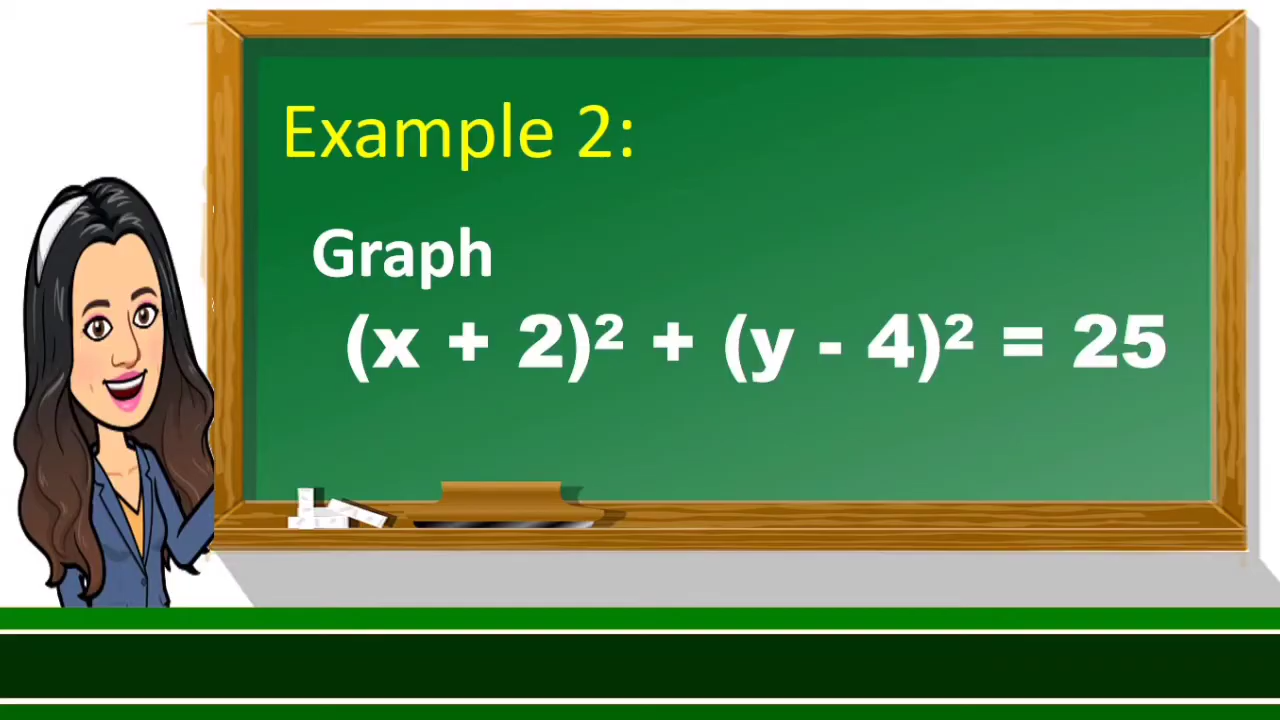 Example 2:
Graph
(x + 2)² + (y - 4)² = 25